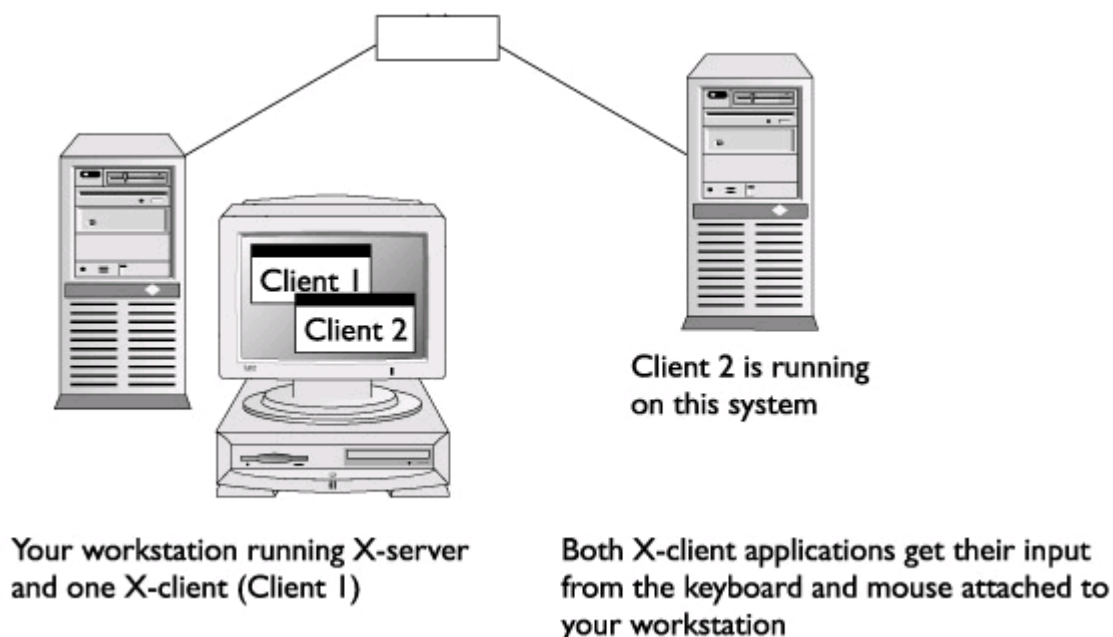 Client 1
Client 2
Client 2 is running
on this system
Your workstation running X-server
and one X-client (Client 1)
Both X-client applications get their input
from the keyboard and mouse attached to
your workstation